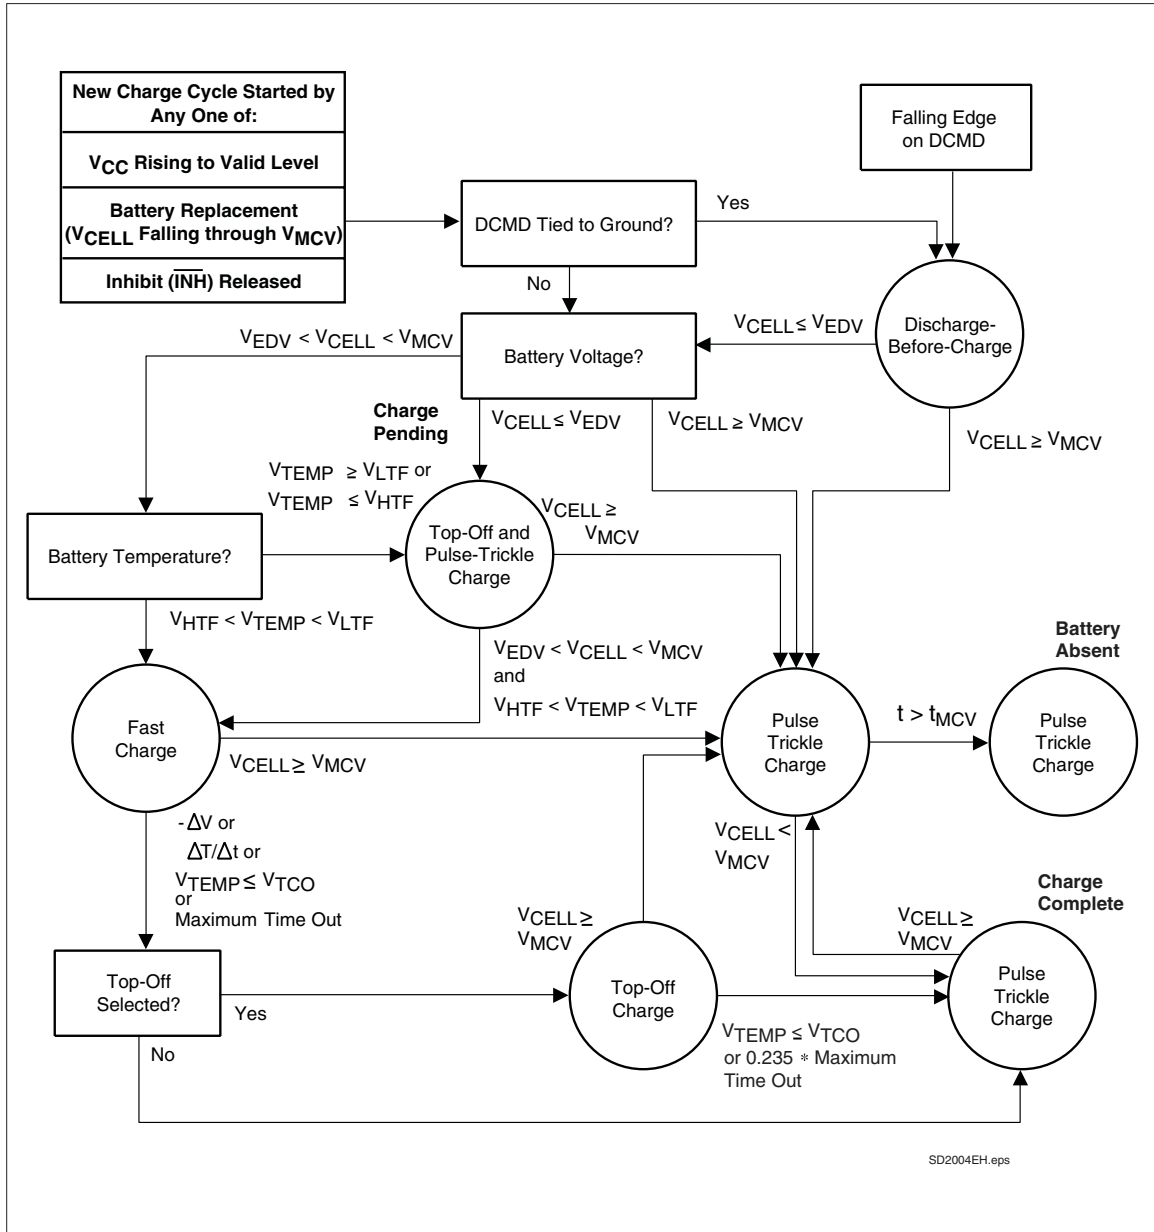 New Charge Cycle Started by
Any One of:
VCC Rising to Valid Level
Battery Replacement
(VCELL Falling through VMCV)
Inhibit (INH) Released
Falling Edge
on DCMD
DCMD Tied to Ground?
Yes
No
VEDV < VCELL < VMCV
Battery Voltage?
VCELL ≤ VEDV
Discharge-
Before-Charge
Charge
Pending
VCELL ≤ VEDV
VCELL ≥ VMCV
VCELL ≥ VMCV
VTEMP ≥ VLTF or
VTEMP ≤ VHTF
Battery Temperature?
Top-Off and
Pulse-Trickle
Charge
VCELL ≥
VMCV
VHTF < VTEMP < VLTF
VEDV < VCELL < VMCV
and
VHTF < VTEMP < VLTF
Battery
Absent
Fast
Charge
VCELL ≥ VMCV
Pulse
Trickle
Charge
t > tMCV
Pulse
Trickle
Charge
-ΔV or
ΔT/Δt or
VTEMP ≤ VTCO
or
Maximum Time Out
VCELL <
VMCV
Charge
Complete
VCELL ≥
VMCV
VCELL ≥
VMCV
Top-Off
Selected?
Yes
No
Top-Off
Charge
Pulse
Trickle
Charge
VTEMP ≤ VTCO
or 0.235 * Maximum
Time Out
SD2004EH.eps